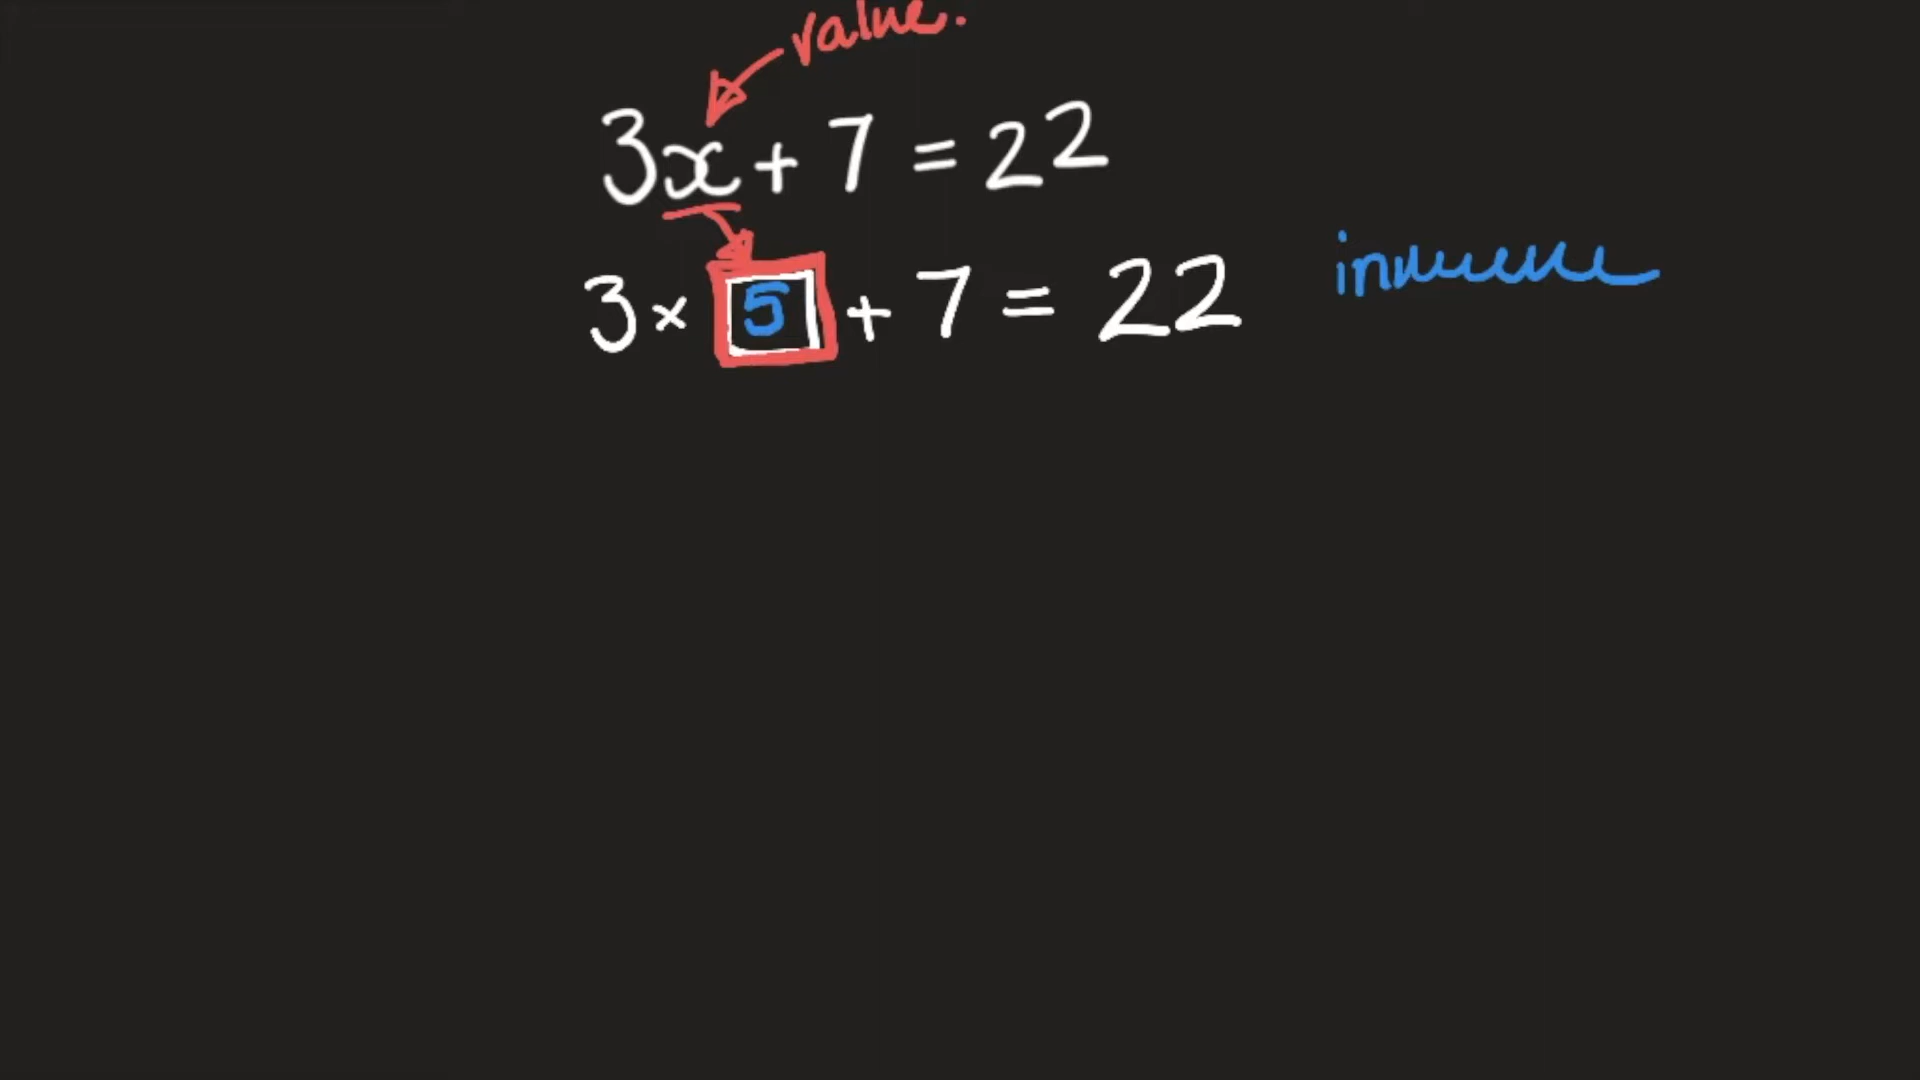 value.
3x + 7 = 22
3 × 5 + 7 = 22